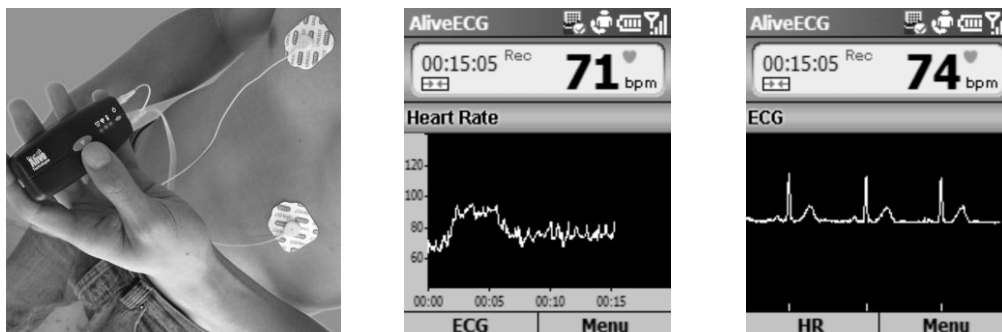 Alive
AliveECG
00:15:05 Rec
71 bpm
Heart Rate
120
100
80
60
00:00 00:05 00:10 00:15
ECG Menu
AliveECG
00:15:05 Rec
74 bpm
ECG
HR Menu